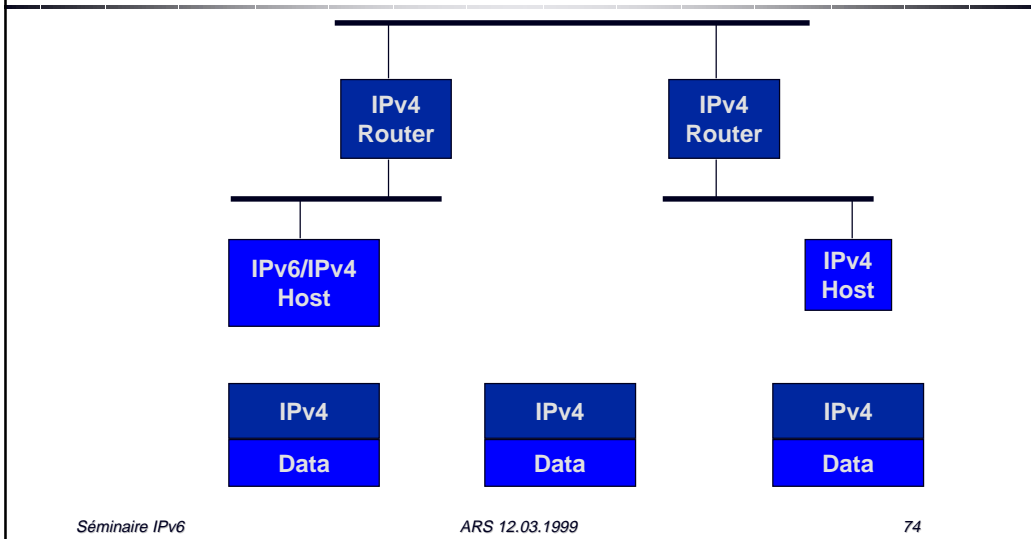 IPv4
Router
IPv4
Router
IPv6/IPv4
Host
IPv4
Host
IPv4
Data
IPv4
Data
IPv4
Data
Séminaire IPv6
ARS 12.03.1999
74